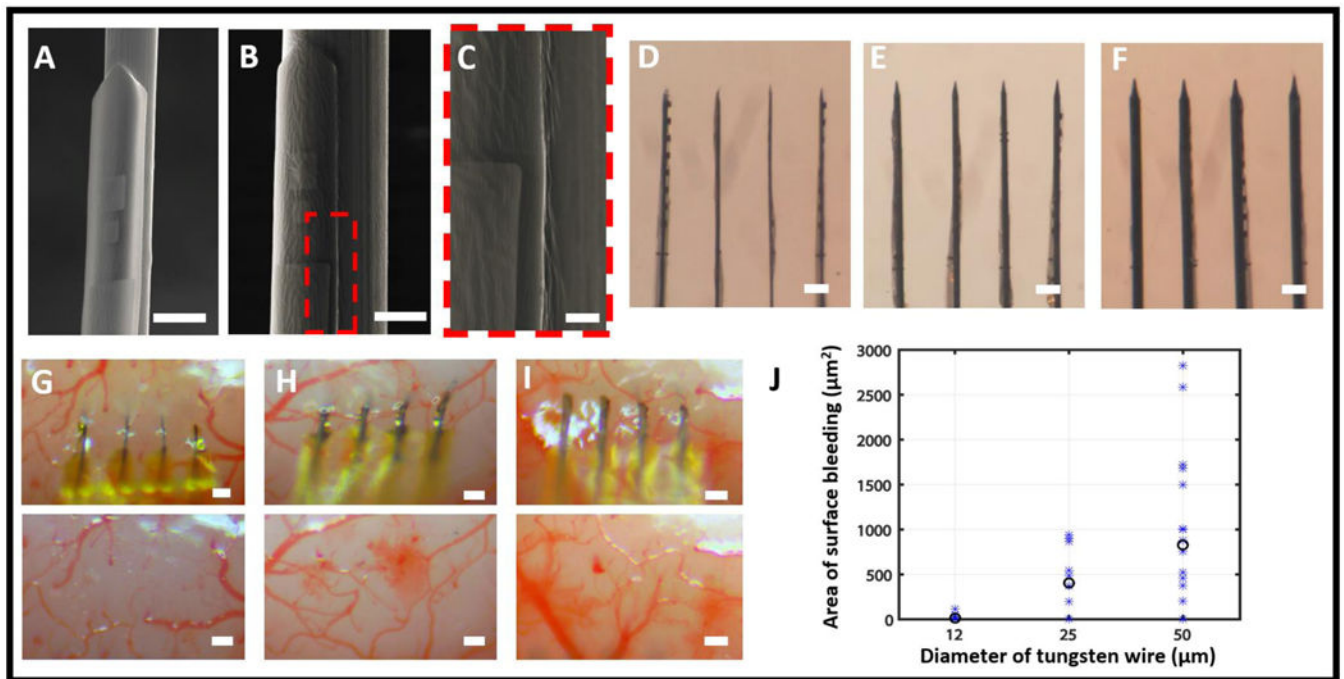 A
B
C
D
E
F
G
H
I
J
Area of surface bleeding (µm²)
3000
2500
2000
1500
1000
500
0
12
25
50
Diameter of tungsten wire (µm)